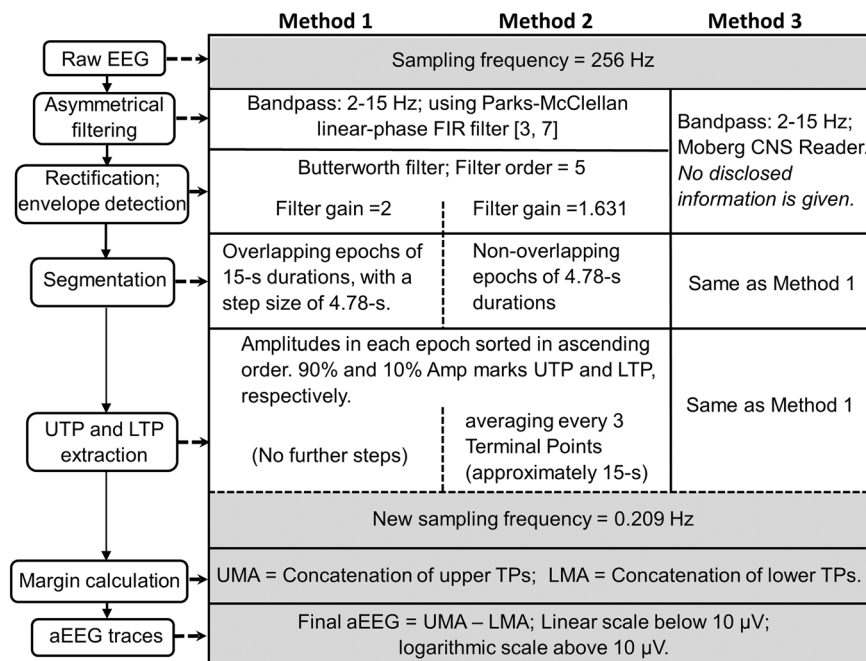 Method 1 Method 2 Method 3
Raw EEG
Sampling frequency = 256 Hz
Asymmetrical
filtering
Bandpass: 2-15 Hz; using Parks-McClellan
linear-phase FIR filter [3, 7]
Bandpass: 2-15 Hz;
Moberg CNS Reader.
No disclosed
information is given.
Rectification;
envelope detection
Butterworth filter; Filter order = 5
Filter gain =2
Filter gain =1.631
Segmentation
Overlapping epochs of
15-s durations, with a
step size of 4.78-s.
Non-overlapping
epochs of 4.78-s
durations
Same as Method 1
UTP and LTP
extraction
Amplitudes in each epoch sorted in ascending
order. 90% and 10% Amp marks UTP and LTP,
respectively.
(No further steps)
averaging every 3
Terminal Points
(approximately 15-s)
Same as Method 1
New sampling frequency = 0.209 Hz
Margin calculation
UMA = Concatenation of upper TPs; LMA = Concatenation of lower TPs.
aEEG traces
Final aEEG = UMA – LMA; Linear scale below 10 µV;
logarithmic scale above 10 µV.